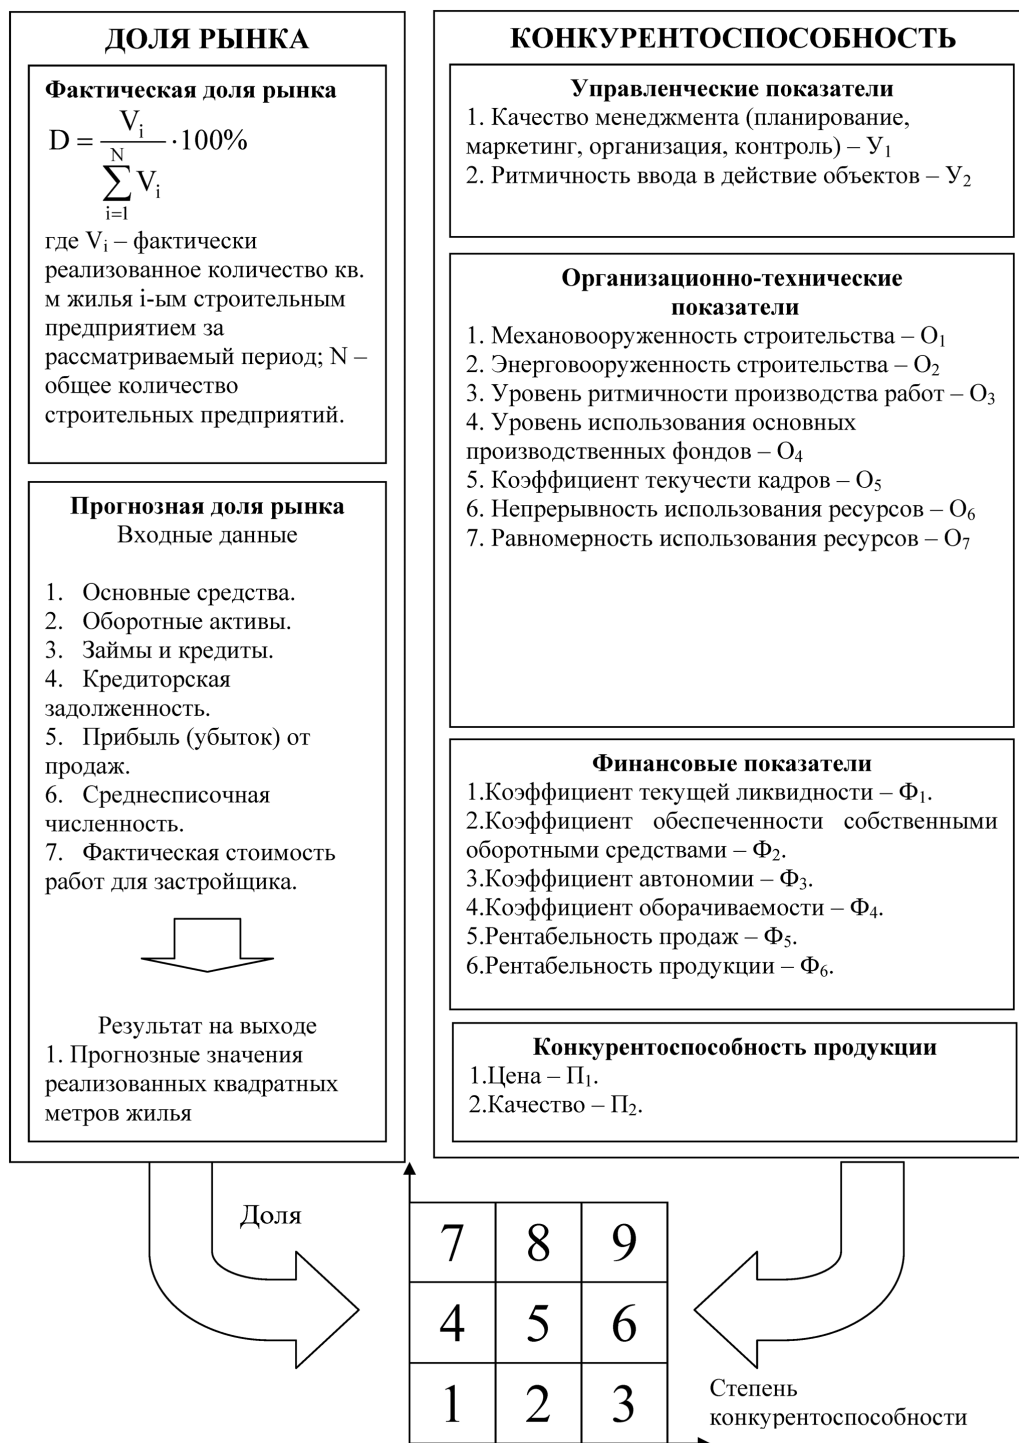 ДОЛЯ РЫНКА
Фактическая доля рынка
D = V_i / ∑_{i=1}^{N} V_i · 100%
где V_i – фактически
реализованное количество кв.
м жилья i-ым строительным
предприятием за
рассматриваемый период; N –
общее количество
строительных предприятий.
Прогнозная доля рынка
Входные данные
1. Основные средства.
2. Оборотные активы.
3. Займы и кредиты.
4. Кредиторская
задолженность.
5. Прибыль (убыток) от
продаж.
6. Среднесписочная
численность.
7. Фактическая стоимость
работ для застройщика.
Результат на выходе
1. Прогнозные значения
реализованных квадратных
метров жилья
КОНКУРЕНТОСПОСОБНОСТЬ
Управленческие показатели
1. Качество менеджмента (планирование,
маркетинг, организация, контроль) – У₁
2. Ритмичность ввода в действие объектов – У₂
Организационно-технические
показатели
1. Механовооруженность строительства – О₁
2. Энерговооруженность строительства – О₂
3. Уровень ритмичности производства работ – О₃
4. Уровень использования основных
производственных фондов – О₄
5. Коэффициент текучести кадров – О₅
6. Непрерывность использования ресурсов – О₆
7. Равномерность использования ресурсов – О₇
Финансовые показатели
1.Коэффициент текущей ликвидности – Ф₁.
2.Коэффициент обеспеченности собственными
оборотными средствами – Ф₂.
3.Коэффициент автономии – Ф₃.
4.Коэффициент оборачиваемости – Ф₄.
5.Рентабельность продаж – Ф₅.
6.Рентабельность продукции – Ф₆.
Конкурентоспособность продукции
1.Цена – П₁.
2.Качество – П₂.
Доля
7 8 9
4 5 6
1 2 3
Степень
конкурентоспособности